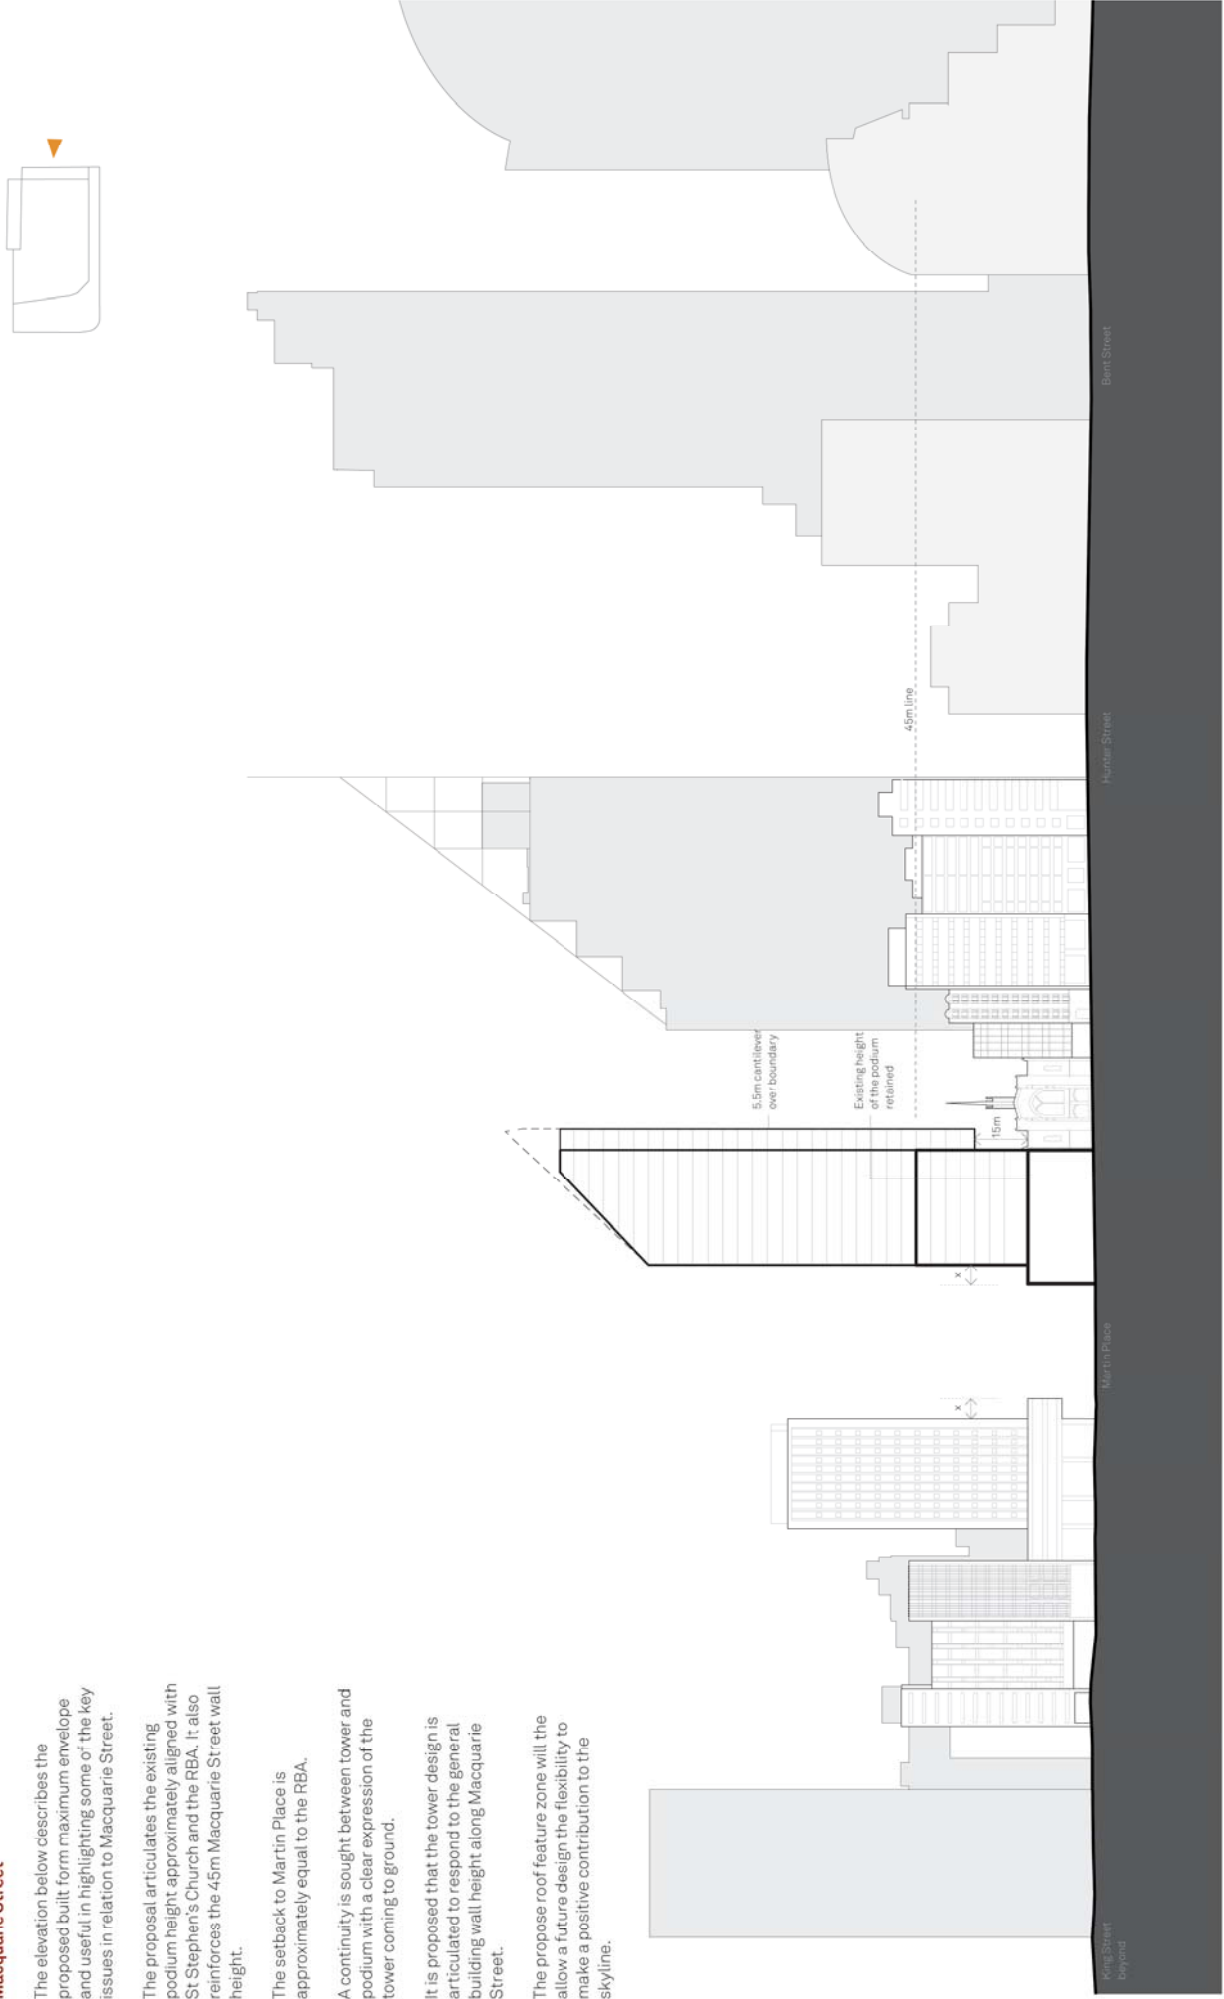 Macquarie Street
The elevation below describes the
proposed built form maximum envelope
and useful in highlighting some of the key
issues in relation to Macquarie Street.
The proposal articulates the existing
podium height approximately aligned with
St Stephen's Church and the RBA. It also
reinforces the 45m Macquarie Street wall
height.
The setback to Martin Place is
approximately equal to the RBA.
A continuity is sought between tower and
podium with a clear expression of the
tower coming to ground.
It is proposed that the tower design is
articulated to respond to the general
building wall height along Macquarie
Street.
The propose roof feature zone will the
allow a future design the flexibility to
make a positive contribution to the
skyline.
5.5m cantilever
over boundary
Existing height
of the podium
retained
45m line
15m
x
x
King Street
beyond
Martin Place
Hunter Street
Bent Street